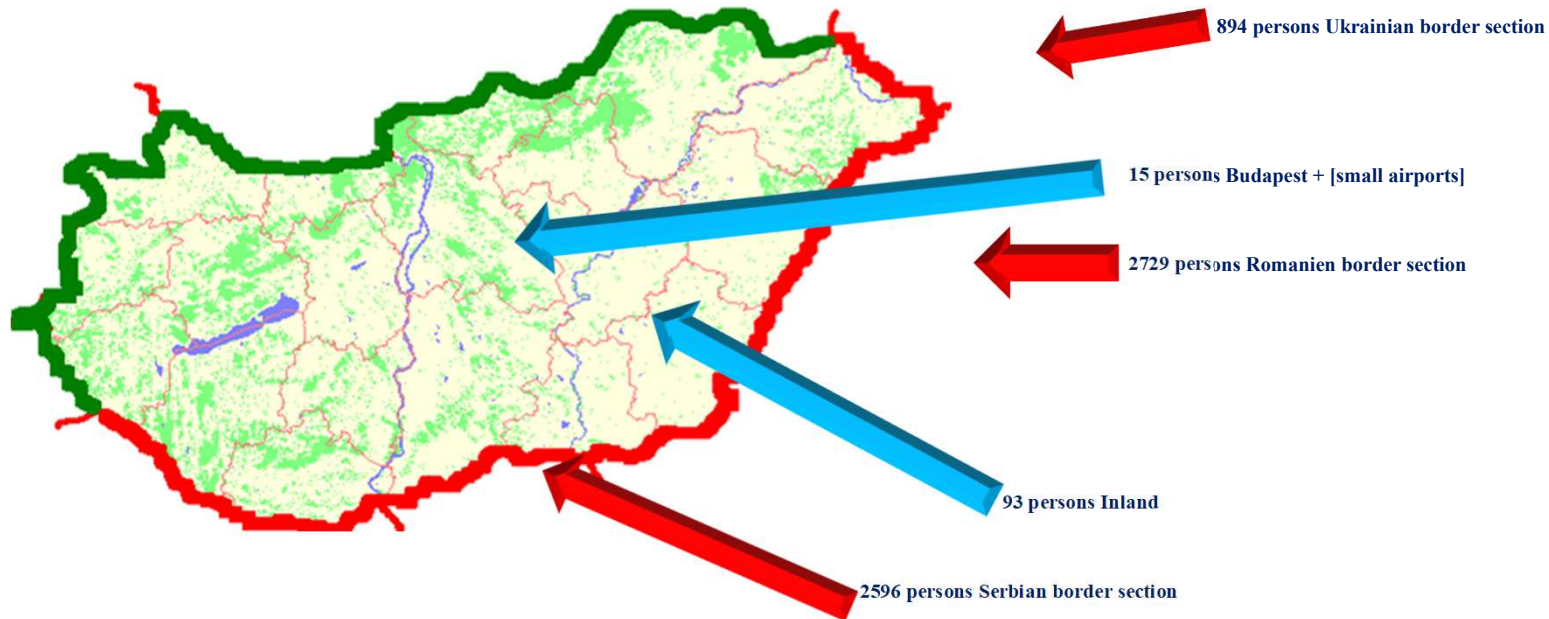 894 persons Ukrainian border section
15 persons Budapest + [small airports]
2729 persons Romanien border section
93 persons Inland
2596 persons Serbian border section